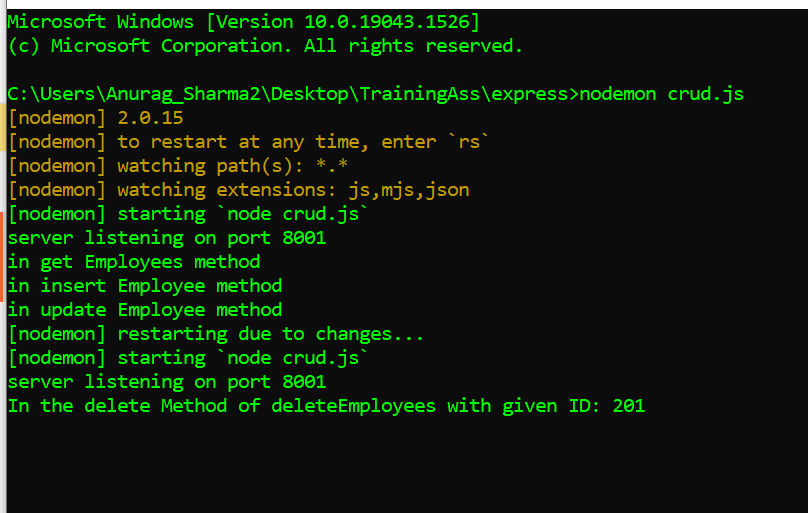 Microsoft Windows [Version 10.0.19043.1526]
(c) Microsoft Corporation. All rights reserved.
C:\Users\Anurag_Sharma2\Desktop\TrainingAss\express>nodemon crud.js
[nodemon] 2.0.15
[nodemon] to restart at any time, enter `rs`
[nodemon] watching path(s): *.*
[nodemon] watching extensions: js,mjs,json
[nodemon] starting `node crud.js`
server listening on port 8001
in get Employees method
in insert Employee method
in update Employee method
[nodemon] restarting due to changes...
[nodemon] starting `node crud.js`
server listening on port 8001
In the delete Method of deleteEmployees with given ID: 201